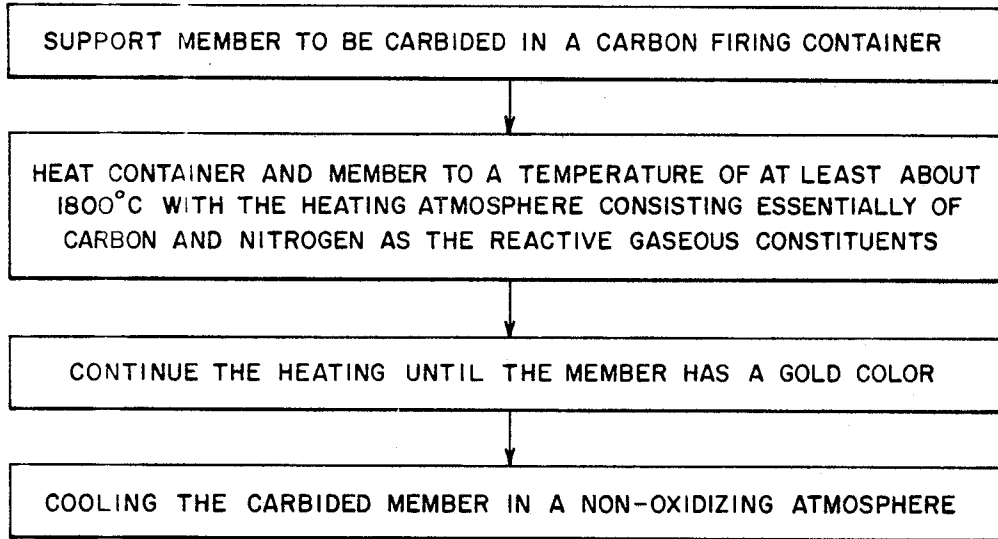 SUPPORT MEMBER TO BE CARBIDED IN A CARBON FIRING CONTAINER
HEAT CONTAINER AND MEMBER TO A TEMPERATURE OF AT LEAST ABOUT
1800°C WITH THE HEATING ATMOSPHERE CONSISTING ESSENTIALLY OF
CARBON AND NITROGEN AS THE REACTIVE GASEOUS CONSTITUENTS
CONTINUE THE HEATING UNTIL THE MEMBER HAS A GOLD COLOR
COOLING THE CARBIDED MEMBER IN A NON-OXIDIZING ATMOSPHERE